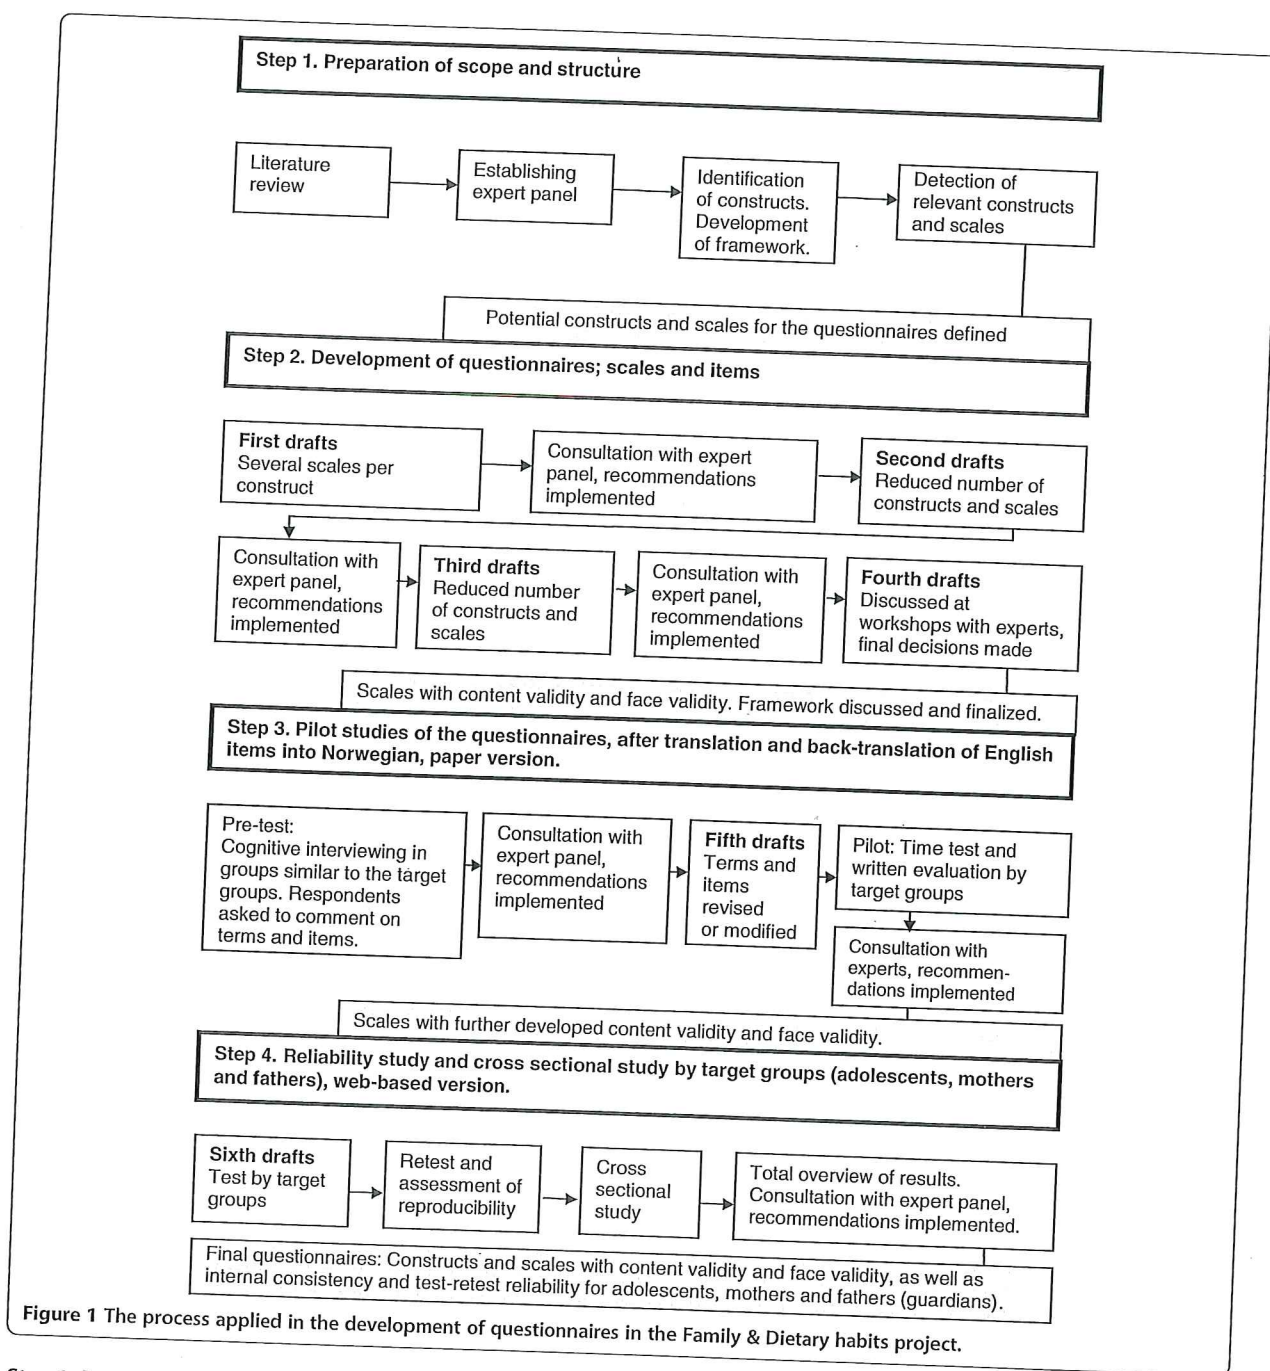 Step 1. Preparation of scope and structure
Literature
review
Establishing
expert panel
Identification
of constructs.
Development
of framework.
Detection of
relevant constructs
and scales
Potential constructs and scales for the questionnaires defined
Step 2. Development of questionnaires; scales and items
First drafts
Several scales per
construct
Consultation with expert
panel, recommendations
implemented
Second drafts
Reduced number of
constructs and scales
Consultation with
expert panel,
recommendations
implemented
Third drafts
Reduced number
of constructs and
scales
Consultation with
expert panel,
recommendations
implemented
Fourth drafts
Discussed at
workshops with experts,
final decisions made
Scales with content validity and face validity. Framework discussed and finalized.
Step 3. Pilot studies of the questionnaires, after translation and back-translation of English
items into Norwegian, paper version.
Pre-test:
Cognitive interviewing in
groups similar to the target
groups. Respondents
asked to comment on
terms and items.
Consultation with
expert panel,
recommendations
implemented
Fifth drafts
Terms and
items
revised
or modified
Pilot: Time test and
written evaluation by
target groups
Consultation with
experts, recommen-
dations implemented
Scales with further developed content validity and face validity.
Step 4. Reliability study and cross sectional study by target groups (adolescents, mothers
and fathers), web-based version.
Sixth drafts
Test by target
groups
Retest and
assessment of
reproducibility
Cross
sectional
study
Total overview of results.
Consultation with expert panel,
recommendations implemented.
Final questionnaires: Constructs and scales with content validity and face validity, as well as
internal consistency and test-retest reliability for adolescents, mothers and fathers (guardians).
Figure 1 The process applied in the development of questionnaires in the Family & Dietary habits project.